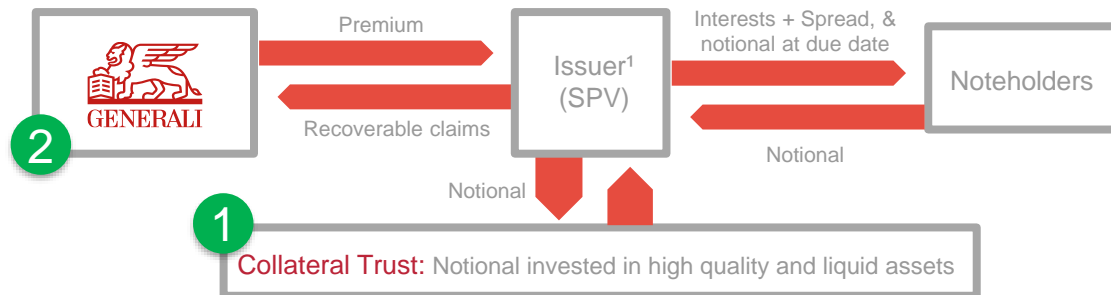 Premium
Interests + Spread, &
notional at due date
Issuer¹
(SPV)
Noteholders
GENERALI
Recoverable claims
2
Notional
Notional
1
Collateral Trust: Notional invested in high quality and liquid assets